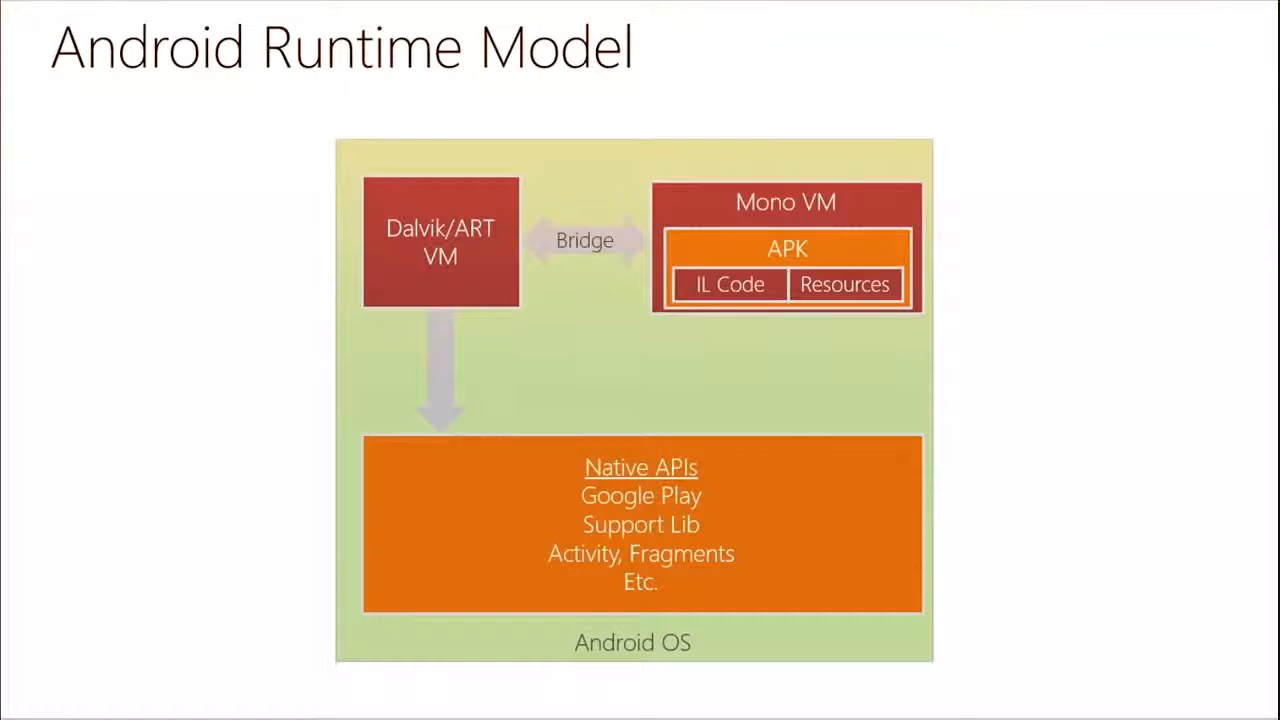 Android Runtime Model
Dalvik/ART
VM
Bridge
Mono VM
APK
IL Code
Resources
Native APIs
Google Play
Support Lib
Activity, Fragments
Etc.
Android OS